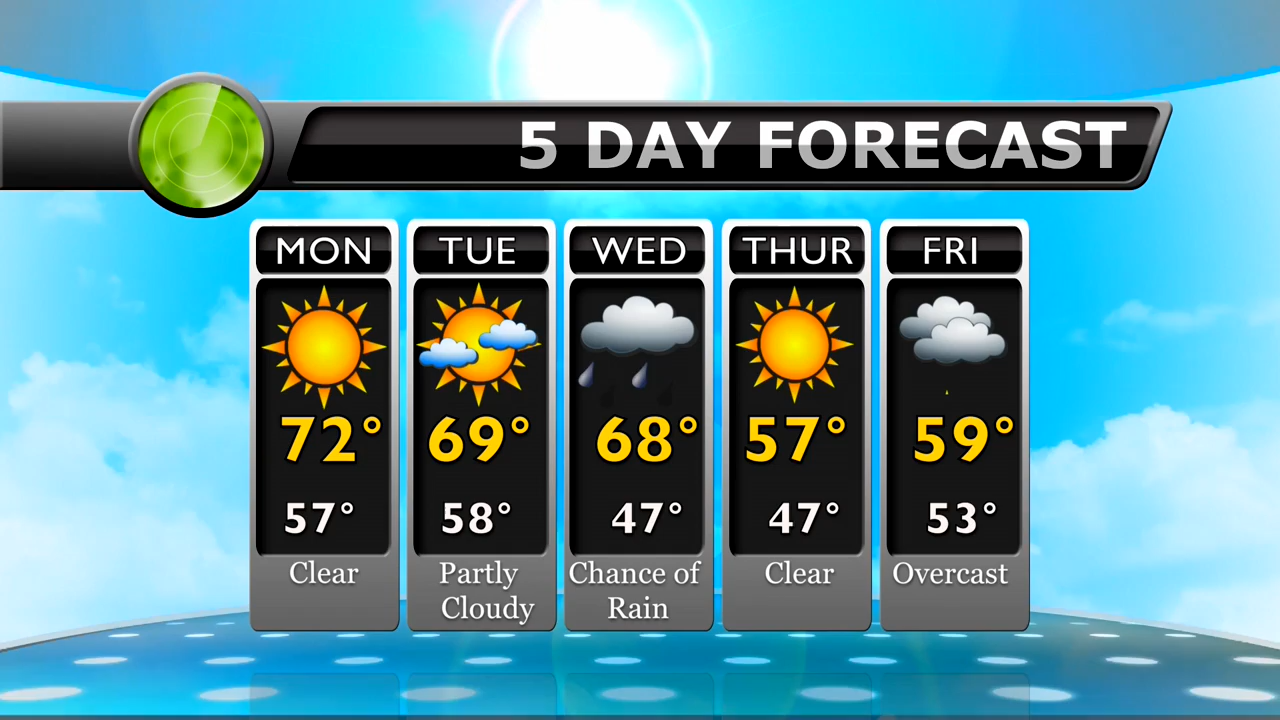 5 DAY FORECAST
MON
72°
57°
Clear
TUE
69°
58°
Partly
Cloudy
WED
68°
47°
Chance of
Rain
THUR
57°
47°
Clear
FRI
59°
53°
Overcast